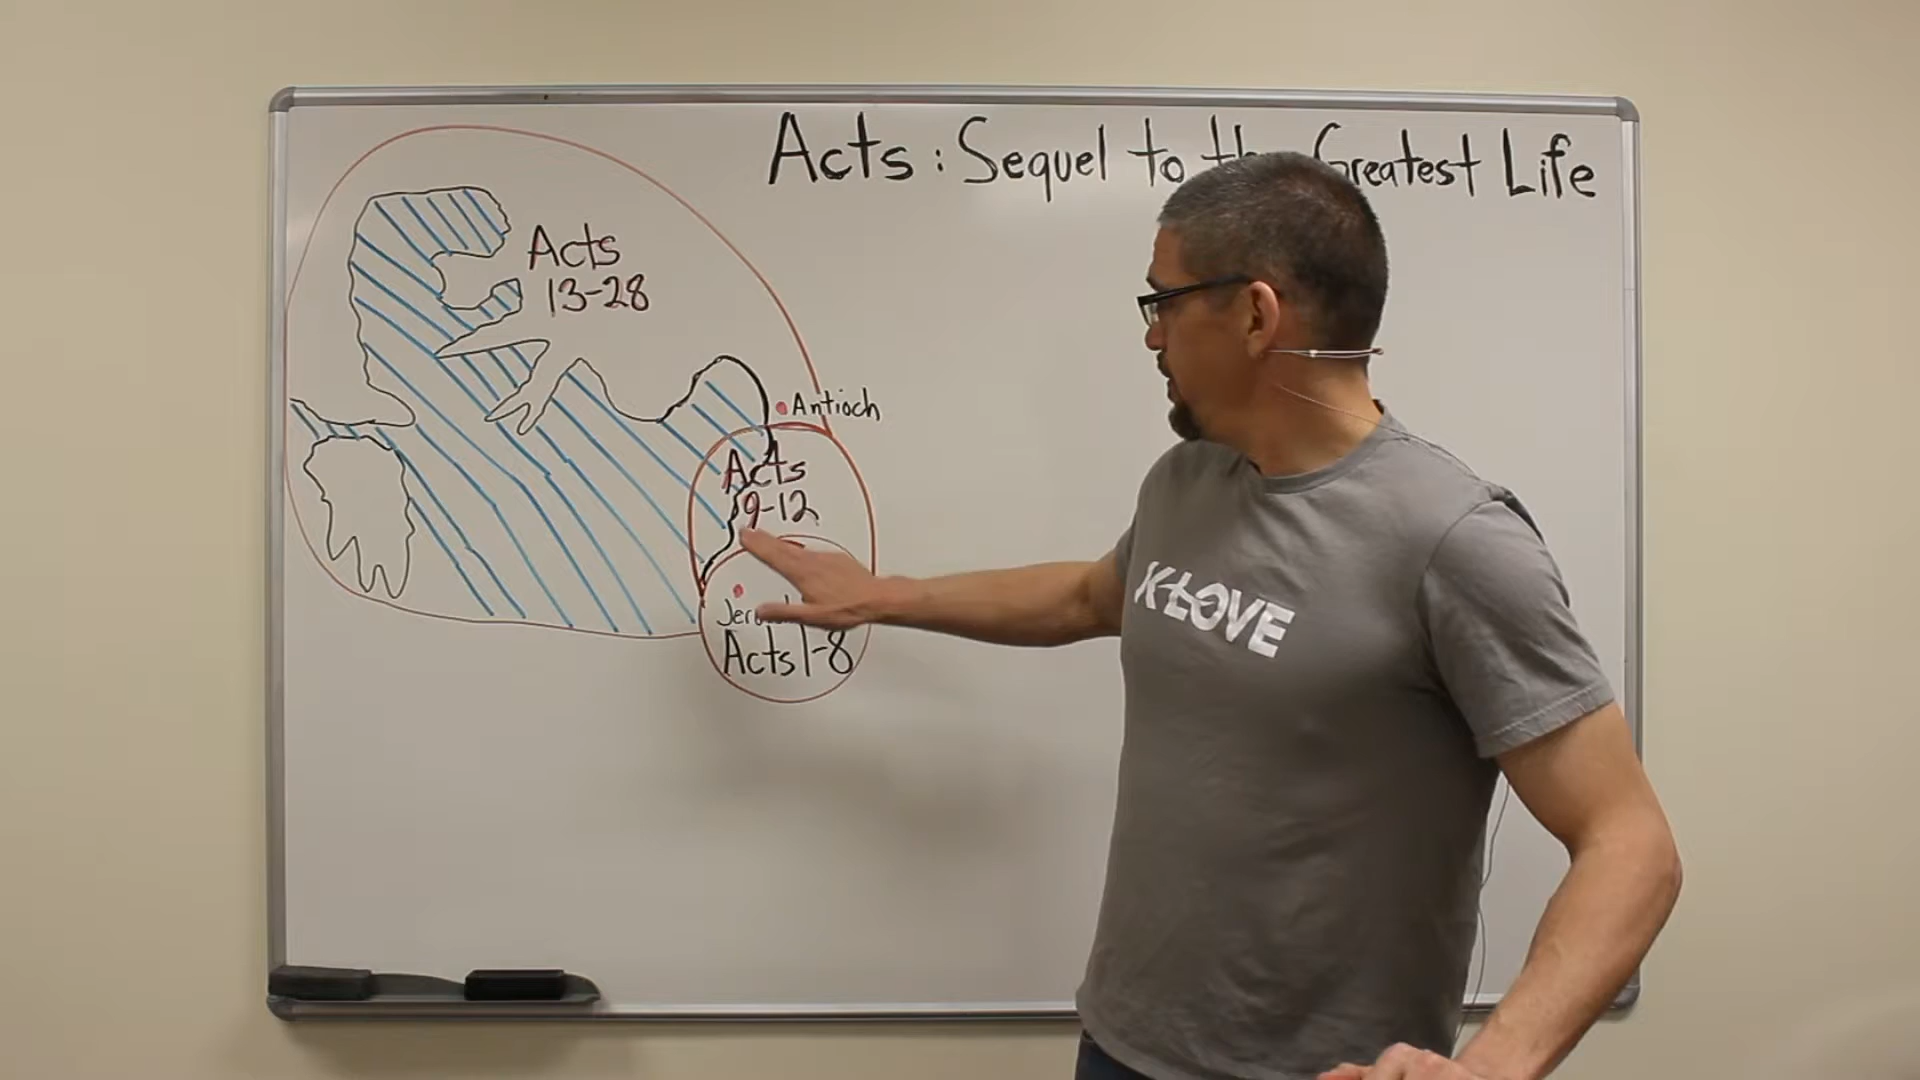 Acts: Sequel to the Greatest Life
Acts
13-28
Antioch
Acts
9-12
Acts 1-8
K-LOVE